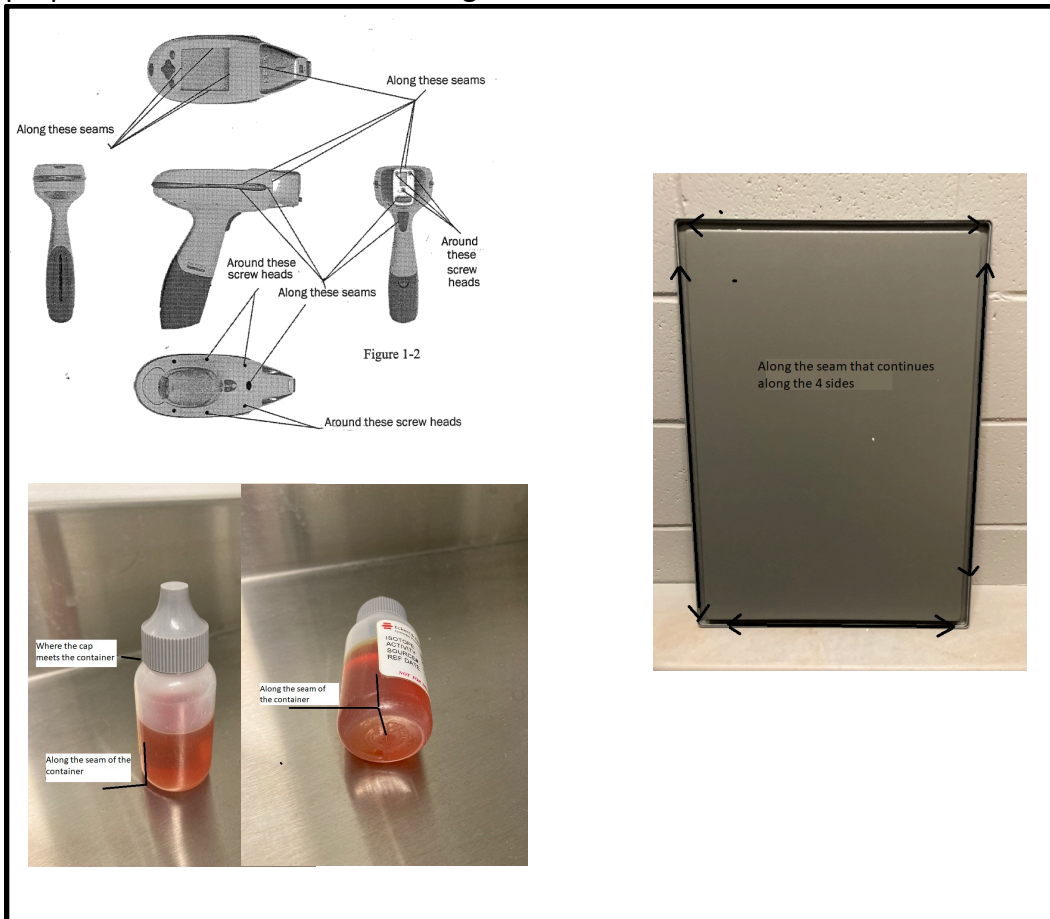 Along these seams
Along these seams
Around
these
screw
heads
Around these
screw heads
Along these seams
Figure 1-2
Around these screw heads
Along the seam that continues
along the 4 sides
Where the cap
meets the container
Along the seam of the
container
Along the seam of
the container
ISOTOPE
ACTIVITY
SOURCE
REF DATE
NOT FOR